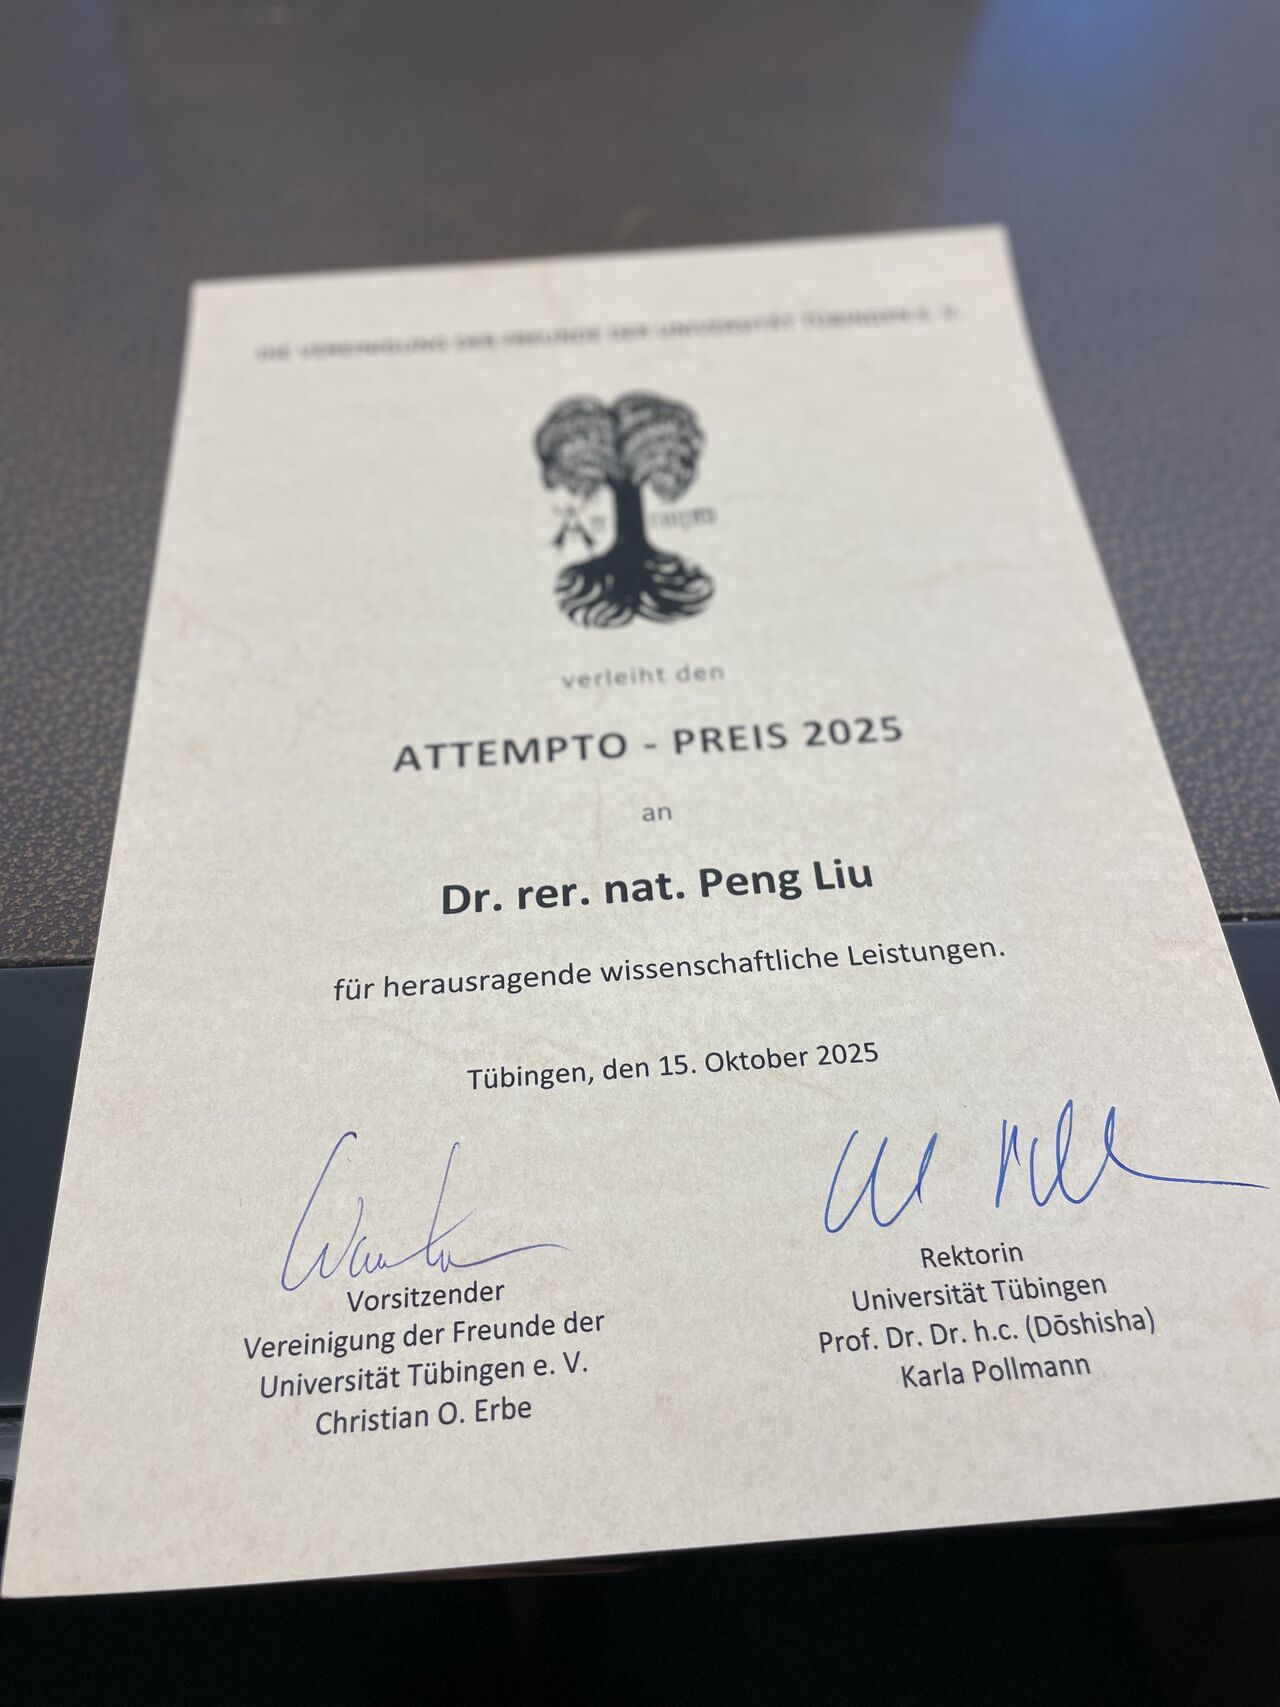 DIE VEREINIGUNG DER FREUNDE DER UNIVERSITÄT TÜBINGEN E. V.
Attempto
verleiht den
ATTEMPTO - PREIS 2025
an
Dr. rer. nat. Peng Liu
für herausragende wissenschaftliche Leistungen.
Tübingen, den 15. Oktober 2025
Vorsitzender
Vereinigung der Freunde der
Universität Tübingen e. V.
Christian O. Erbe
Rektorin
Universität Tübingen
Prof. Dr. Dr. h.c. (Dōshisha)
Karla Pollmann